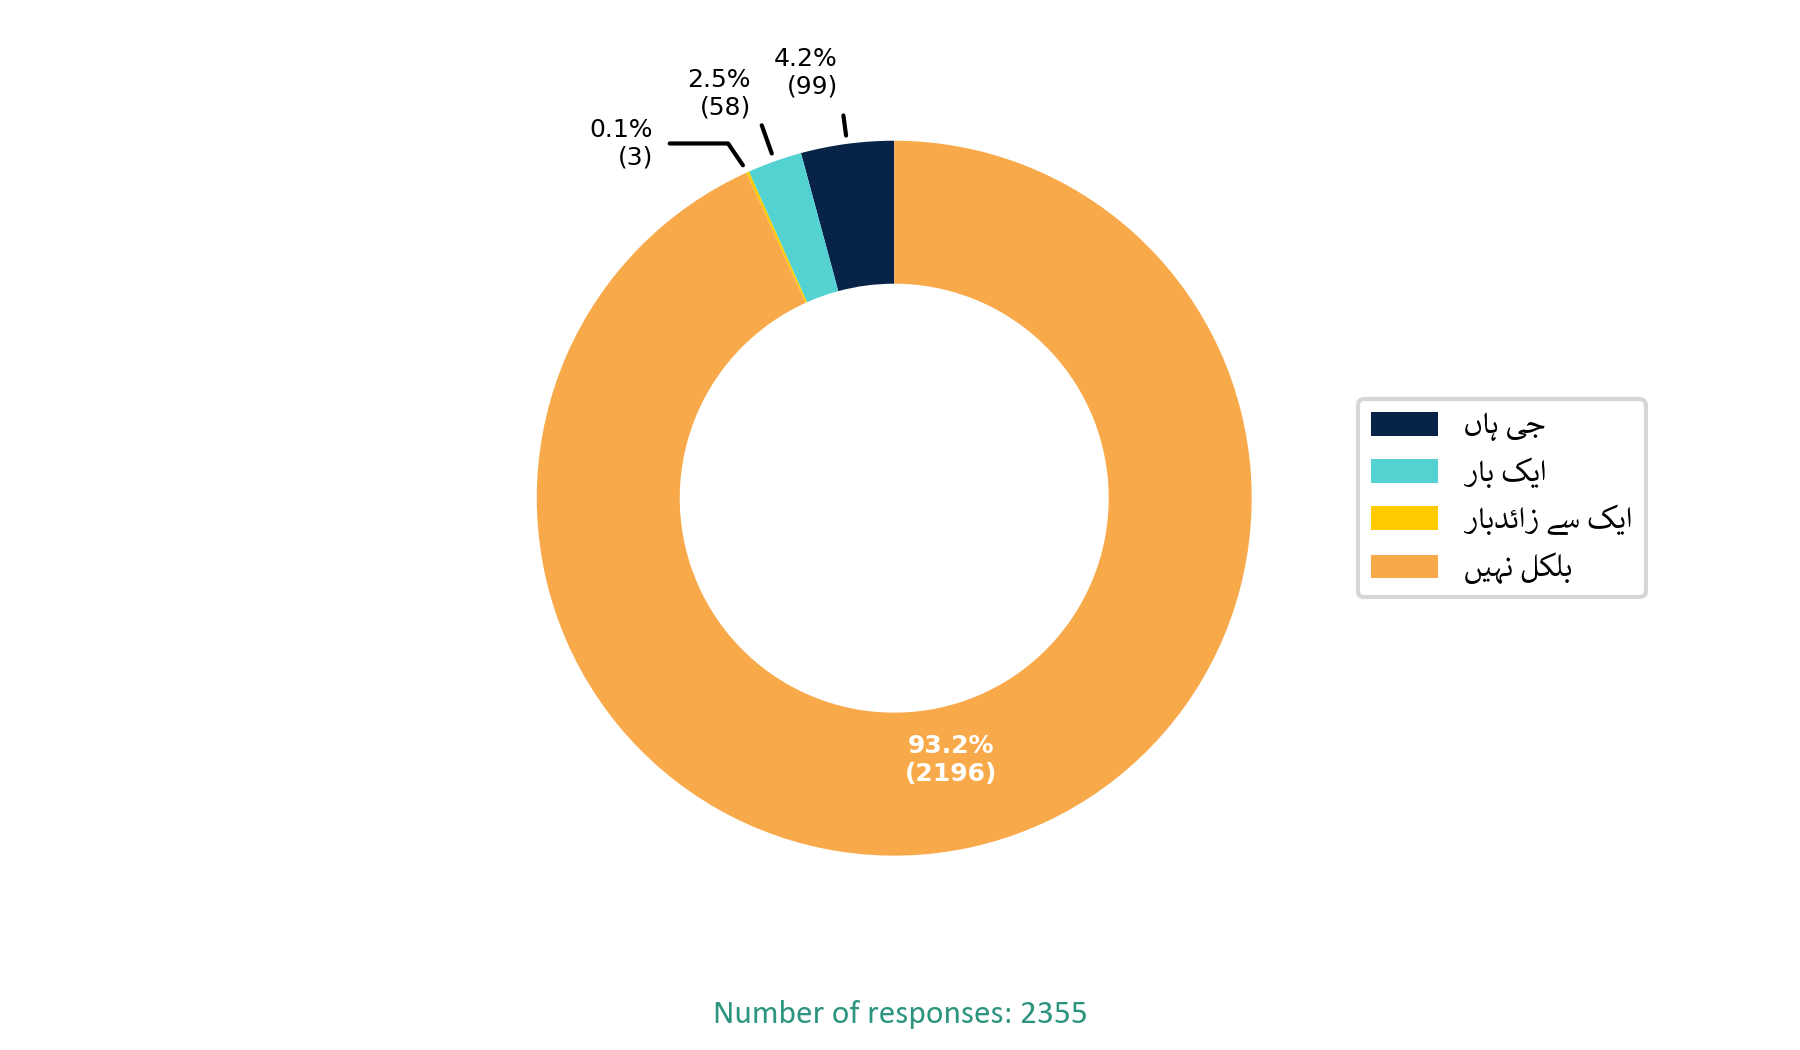 4.2%
(99)
2.5%
(58)
0.1%
(3)
جی ہاں
ایک بار
ایک سے زائدبار
بلکل نہیں
93.2%
(2196)
Number of responses: 2355